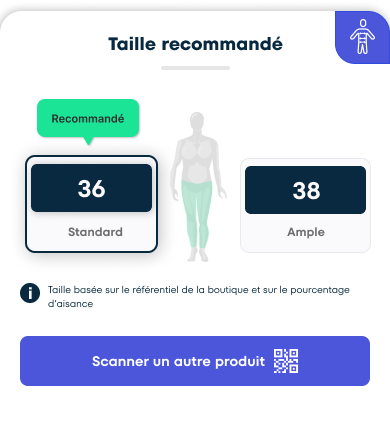 Taille recommandé
Recommandé
36
Standard
38
Ample
Taille basée sur le référentiel de la boutique et sur le pourcentage
d'aisance
Scanner un autre produit